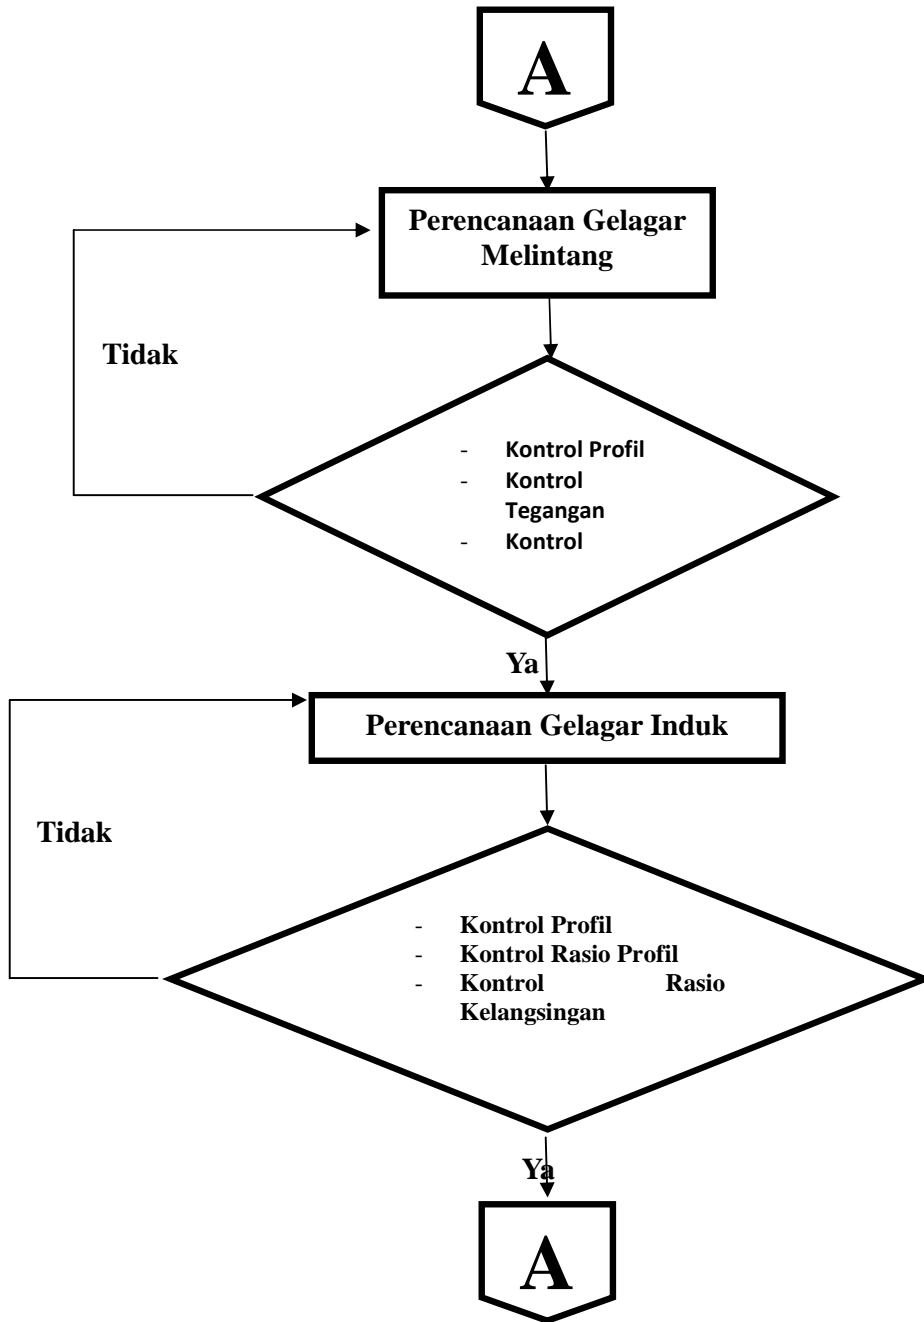 A
Perencanaan Gelagar
Melintang
Tidak
- Kontrol Profil
- Kontrol
Tegangan
- Kontrol
Ya
Perencanaan Gelagar Induk
Tidak
- Kontrol Profil
- Kontrol Rasio Profil
- Kontrol Rasio
Kelangsingan
Ya
A